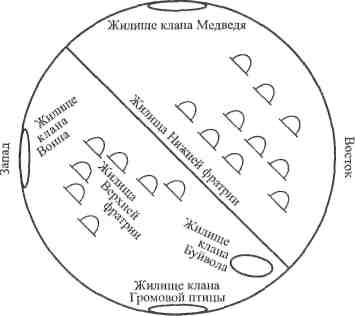 Жилище клана Медведя
Жилища Нижней фратрии
Жилище
клана
Воина
Запад
Восток
Жилища
Верхней
фратрии
Жилище
клана
Буйвола
Жилище клана
Громовой птицы